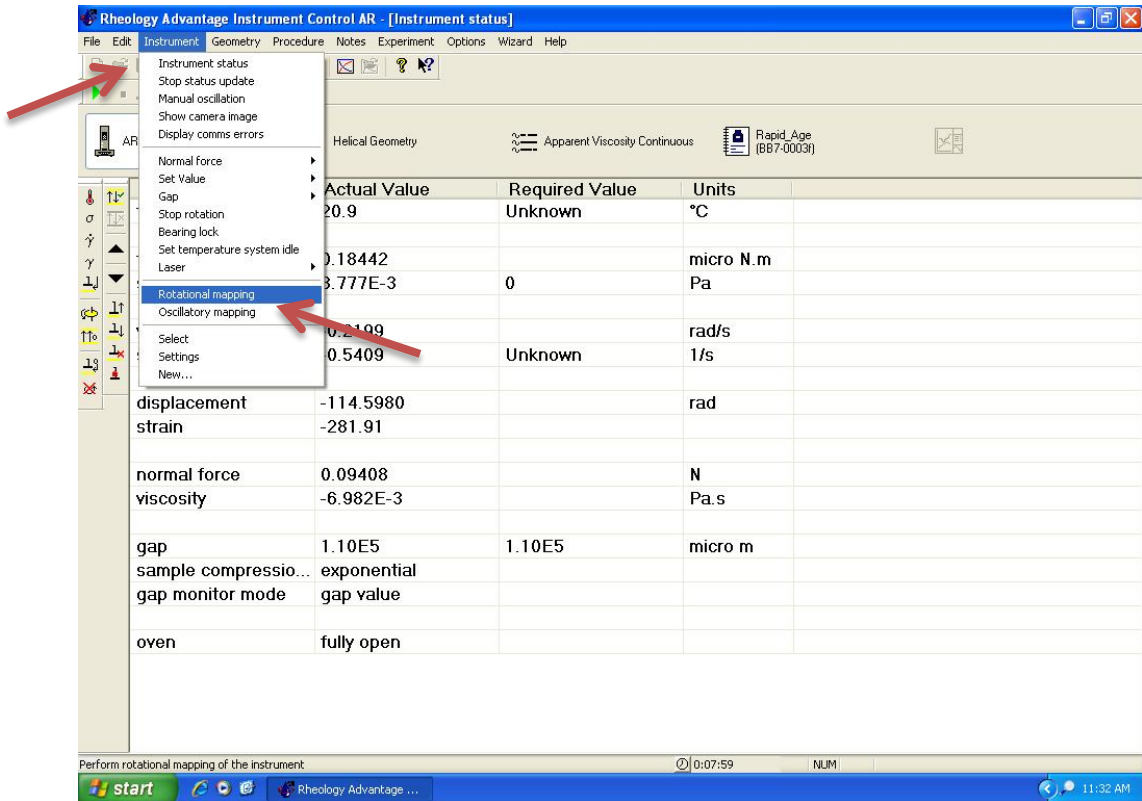 Rheology Advantage Instrument Control AR - [Instrument status]
File Edit Instrument Geometry Procedure Notes Experiment Options Wizard Help
Instrument status
Stop status update
Manual oscillation
Show camera image
Display comms errors
Normal force
Set Value
Gap
Stop rotation
Bearing lock
Set temperature system idle
Laser
Rotational mapping
Oscillatory mapping
Select
Settings
New...
AR
Helical Geometry
Apparent Viscosity Continuous
Rapid_Age
(BB7-0003f)
Actual Value Required Value Units
20.9 Unknown °C
0.18442 micro N.m
3.777E-3 0 Pa
-0.2199 rad/s
-0.5409 Unknown 1/s
displacement -114.5980 rad
strain -281.91
normal force 0.09408 N
viscosity -6.982E-3 Pa.s
gap 1.10E5 1.10E5 micro m
sample compressio... exponential
gap monitor mode gap value
oven fully open
Perform rotational mapping of the instrument 0:07:59 NUM
start Rheology Advantage ... 11:32 AM